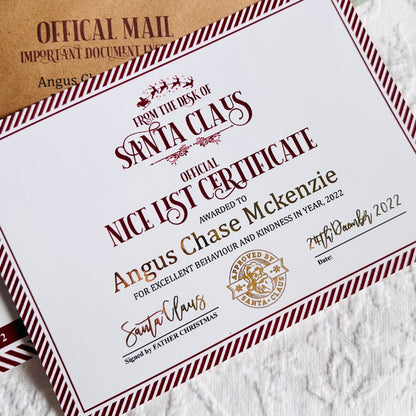 OFFICAL MAIL
IMPORTANT DOCUMENT
Angus
FROM THE DESK OF
SANTA CLAUS
OFFICIAL
NICE LIST CERTIFICATE
AWARDED TO
Angus Chase Mckenzie
FOR EXCELLENT BEHAVIOUR AND KINDNESS IN YEAR, 2022
APPROVED BY
SANTA CLAUS
Santa Claus
Signed by FATHER CHRISTMAS
24th December 2022
Date:
2